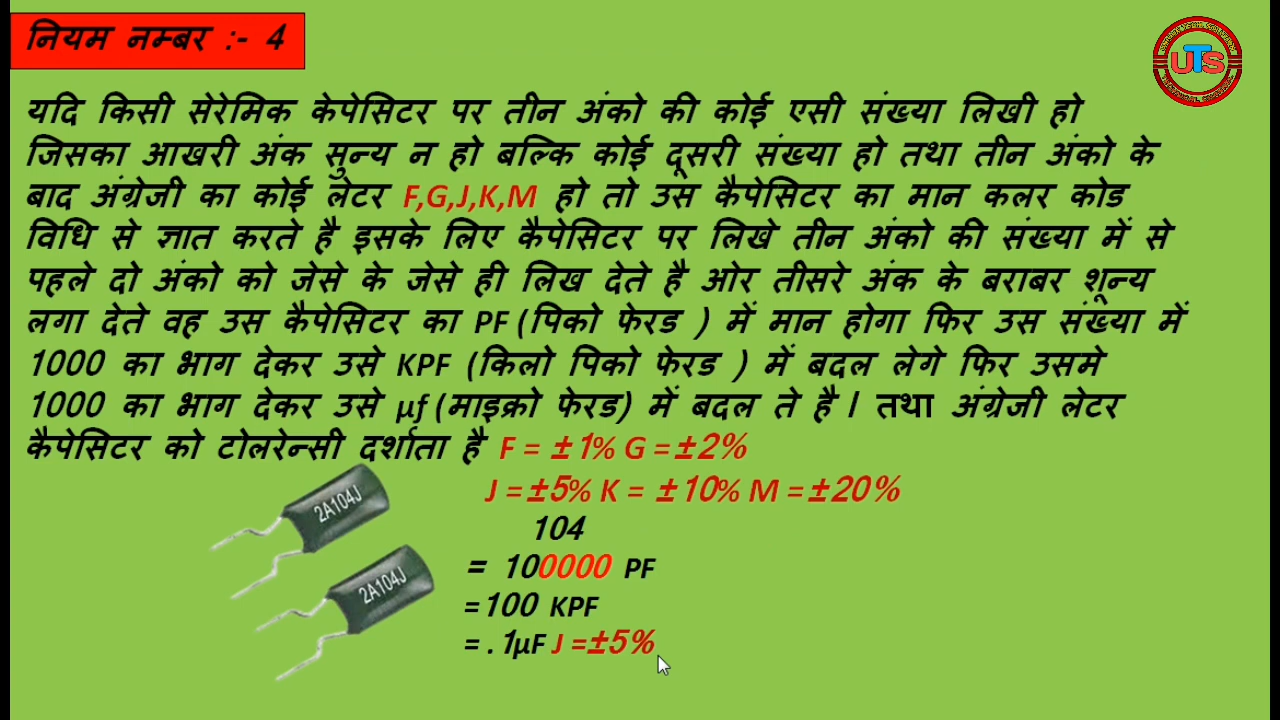 नियम नम्बर :- 4
UTS
यदि किसी सेरेमिक केपेसिटर पर तीन अंको की कोई एसी संख्या लिखी हो
जिसका आखरी अंक सुन्य न हो बल्कि कोई दूसरी संख्या हो तथा तीन अंको के
बाद अंग्रेजी का कोई लेटर F,G,J,K,M हो तो उस कैपेसिटर का मान कलर कोड
विधि से ज्ञात करते है इसके लिए कैपेसिटर पर लिखे तीन अंको की संख्या में से
पहले दो अंको को जेसे के जेसे ही लिख देते है ओर तीसरे अंक के बराबर शून्य
लगा देते वह उस कैपेसिटर का PF (पिको फेरड ) में मान होगा फिर उस संख्या में
1000 का भाग देकर उसे KPF (किलो पिको फेरड ) में बदल लेगे फिर उसमे
1000 का भाग देकर उसे µf (माइक्रो फेरड) में बदल ते है l तथा अंग्रेजी लेटर
कैपेसिटर को टोलरेन्सी दर्शाता है F = ±1% G =±2%
J =±5% K = ±10% M =±20%
104
= 100000 PF
=100 KPF
= . 1µF J =±5%
2A104J
2A104J